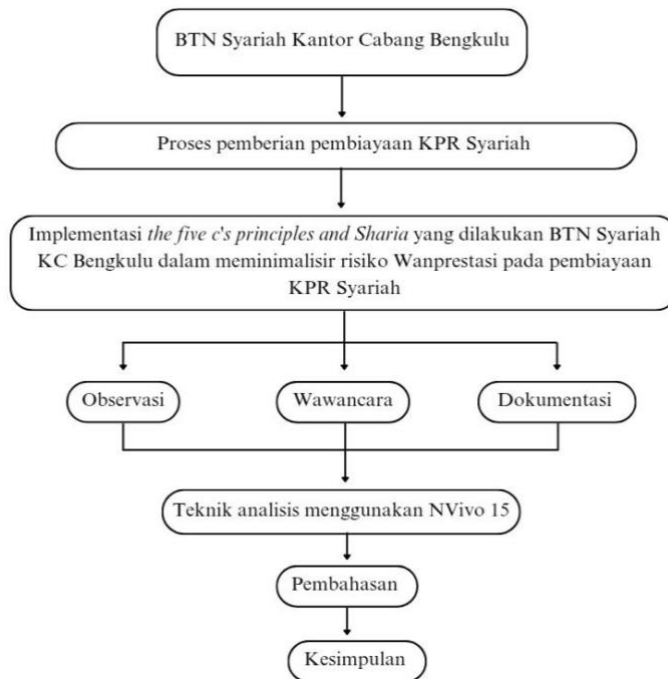 BTN Syariah Kantor Cabang Bengkulu
Proses pemberian pembiayaan KPR Syariah
Implementasi the five c's principles and Sharia yang dilakukan BTN Syariah
KC Bengkulu dalam meminimalisir risiko Wanprestasi pada pembiayaan
KPR Syariah
Observasi
Wawancara
Dokumentasi
Teknik analisis menggunakan NVivo 15
Pembahasan
Kesimpulan